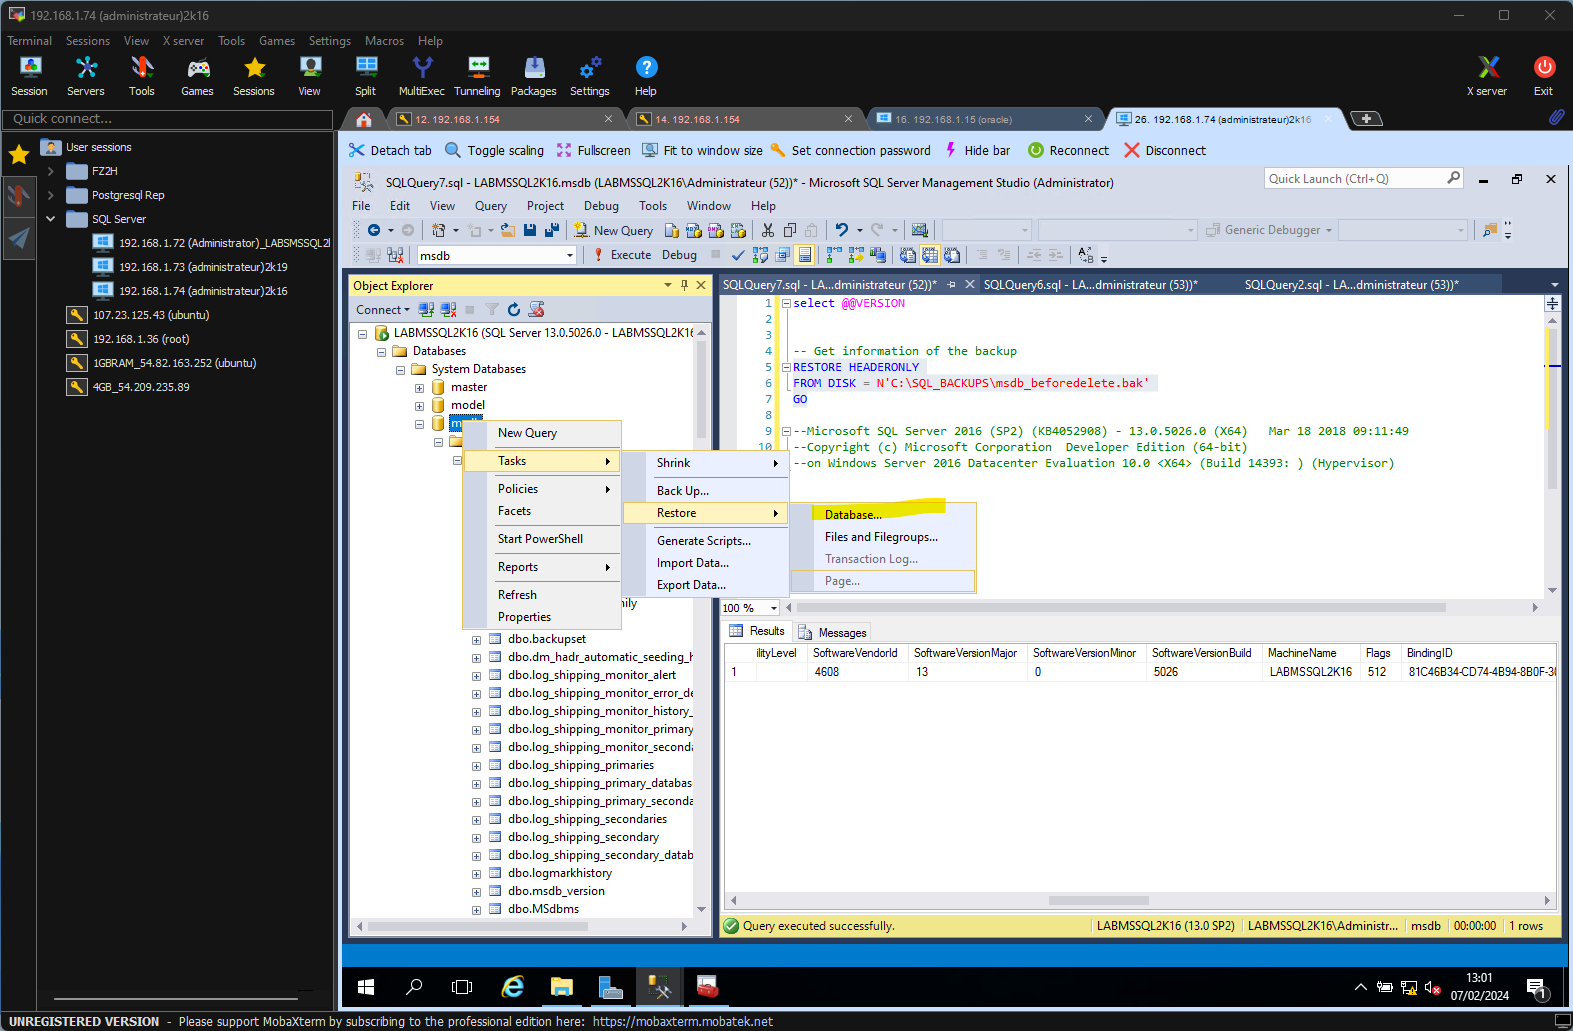 192.168.1.74 (administrateur)2k16
Terminal Sessions View X server Tools Games Settings Macros Help
Session Servers Tools Games Sessions View Split MultiExec Tunneling Packages Settings Help X server Exit
Quick connect...
12. 192.168.1.154
14. 192.168.1.154
16. 192.168.1.15 (oracle)
26. 192.168.1.74 (administrateur)2k16
User sessions
FZ2H
Postgresql Rep
SQL Server
192.168.1.72 (Administrator)_LABSMSSQL2
192.168.1.73 (administrateur)2k19
192.168.1.74 (administrateur)2k16
107.23.125.43 (ubuntu)
192.168.1.36 (root)
1GBRAM_54.82.163.252 (ubuntu)
4GB_54.209.235.89
Detach tab Toggle scaling Fullscreen Fit to window size Set connection password Hide bar Reconnect Disconnect
SQLQuery7.sql - LABMSSQL2K16.msdb (LABMSSQL2K16\Administrateur (52))* - Microsoft SQL Server Management Studio (Administrator)
Quick Launch (Ctrl+Q)
File Edit View Query Project Debug Tools Window Help
New Query
Generic Debugger
msdb
Execute Debug
Object Explorer
Connect
LABMSSQL2K16 (SQL Server 13.0.5026.0 - LABMSSQL2K16
Databases
System Databases
master
model
New Query
Tasks
Policies
Facets
Start PowerShell
Reports
Refresh
Properties
Shrink
Back Up...
Restore
Generate Scripts...
Import Data...
Export Data...
Database...
Files and Filegroups...
Transaction Log...
Page...
dbo.backupset
dbo.dm_hadr_automatic_seeding_h
dbo.log_shipping_monitor_alert
dbo.log_shipping_monitor_error_de
dbo.log_shipping_monitor_history_
dbo.log_shipping_monitor_primary
dbo.log_shipping_monitor_seconda
dbo.log_shipping_primaries
dbo.log_shipping_primary_databas
dbo.log_shipping_primary_seconda
dbo.log_shipping_secondaries
dbo.log_shipping_secondary
dbo.log_shipping_secondary_datab
dbo.logmarkhistory
dbo.msdb_version
dbo.MSdbms
SQLQuery7.sql - LA...dministrateur (52))*
SQLQuery6.sql - LA...dministrateur (53))*
SQLQuery2.sql - LA...dministrateur (53))*
1 select @@VERSION
2
3
4 -- Get information of the backup
5 RESTORE HEADERONLY
6 FROM DISK = N'C:\SQL_BACKUPS\msdb_beforedelete.bak'
7 GO
8
9 --Microsoft SQL Server 2016 (SP2) (KB4052908) - 13.0.5026.0 (X64) Mar 18 2018 09:11:49
10 --Copyright (c) Microsoft Corporation Developer Edition (64-bit)
--on Windows Server 2016 Datacenter Evaluation 10.0 <X64> (Build 14393: ) (Hypervisor)
100 %
Results Messages
ilityLevel SoftwareVendorId SoftwareVersionMajor SoftwareVersionMinor SoftwareVersionBuild MachineName Flags BindingID
1 4608 13 0 5026 LABMSSQL2K16 512 81C46B34-CD74-4B94-8B0F-30
Query executed successfully.
LABMSSQL2K16 (13.0 SP2) LABMSSQL2K16\Administr... msdb 00:00:00 1 rows
13:01
07/02/2024
1
UNREGISTERED VERSION - Please support MobaXterm by subscribing to the professional edition here: https://mobaxterm.mobatek.net